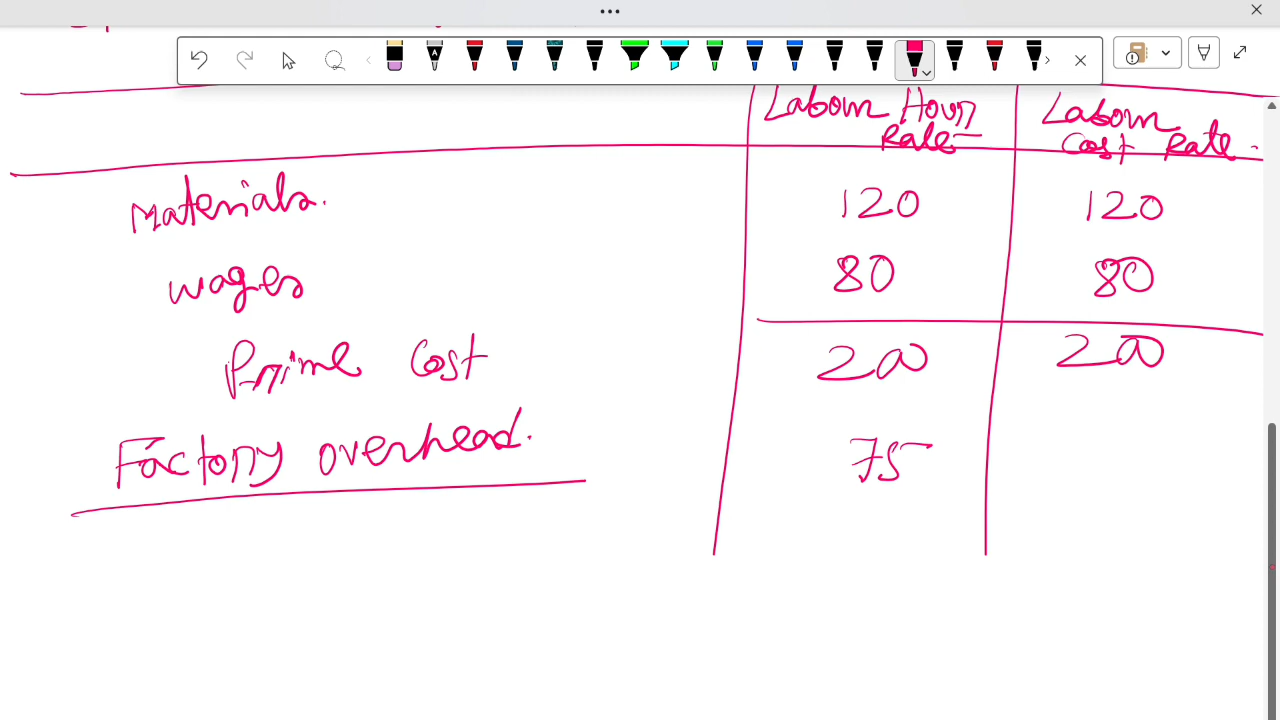 Labour Hour Labour
Rate Cost Rate.
Materials. 120 120
Wages 80 80
Prime Cost 200 200
Factory overhead. 75